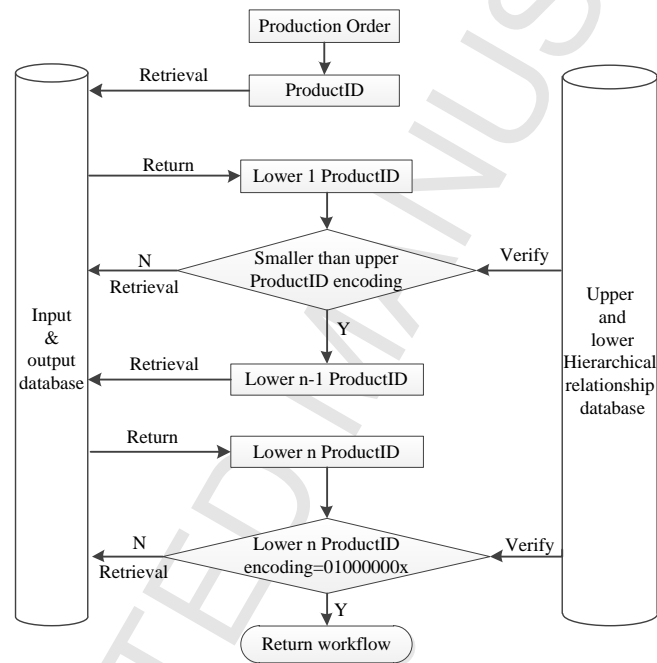 Production Order
Retrieval
ProductID
Return
Lower 1 ProductID
N
Retrieval
Smaller than upper
ProductID encoding
Verify
Y
Input
&
output
database
Upper
and
lower
Hierarchical
relationship
database
Retrieval
Lower n-1 ProductID
Return
Lower n ProductID
N
Retrieval
Lower n ProductID
encoding=01000000x
Verify
Y
Return workflow
TED MANUS